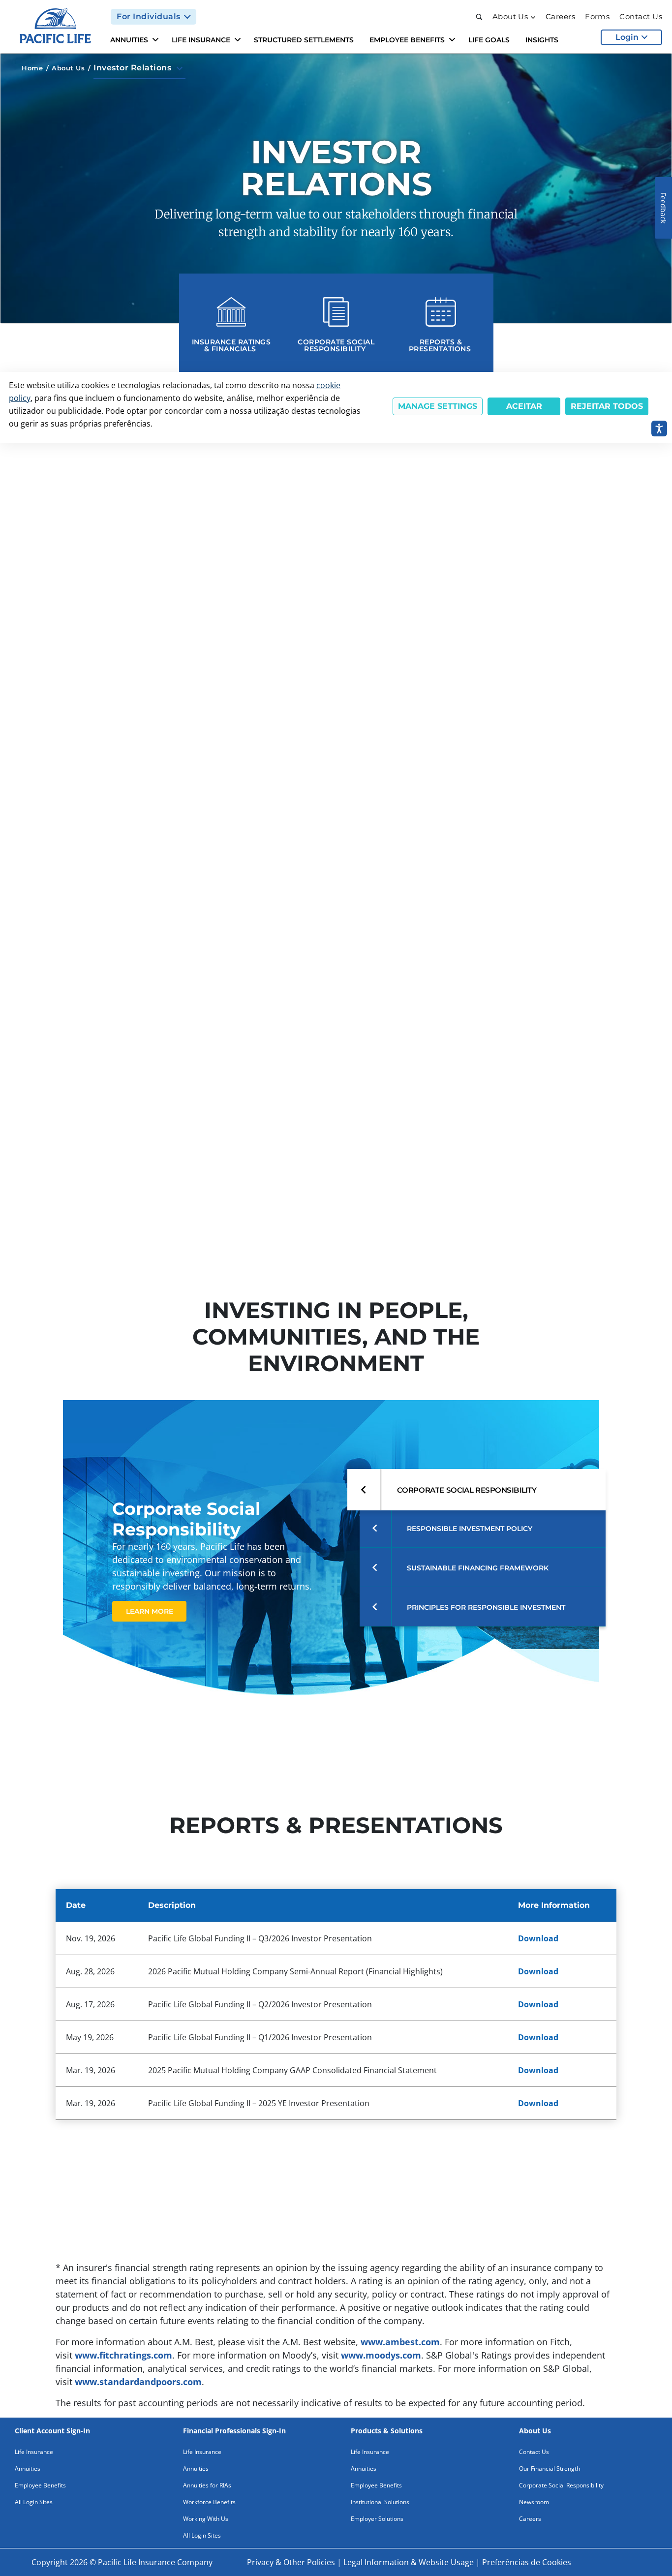 PACIFIC LIFE
For Individuals
About Us
Careers
Forms
Contact Us
ANNUITIES
LIFE INSURANCE
STRUCTURED SETTLEMENTS
EMPLOYEE BENEFITS
LIFE GOALS
INSIGHTS
Login
Home / About Us / Investor Relations
INVESTOR
RELATIONS
Delivering long-term value to our stakeholders through financial
strength and stability for nearly 160 years.
Feedback
INSURANCE RATINGS
& FINANCIALS
CORPORATE SOCIAL
RESPONSIBILITY
REPORTS &
PRESENTATIONS
Este website utiliza cookies e tecnologias relacionadas, tal como descrito na nossa cookie
policy, para fins que incluem o funcionamento do website, análise, melhor experiência de
utilizador ou publicidade. Pode optar por concordar com a nossa utilização destas tecnologias
ou gerir as suas próprias preferências.
MANAGE SETTINGS
ACEITAR
REJEITAR TODOS
INVESTING IN PEOPLE,
COMMUNITIES, AND THE
ENVIRONMENT
Corporate Social
Responsibility
For nearly 160 years, Pacific Life has been
dedicated to environmental conservation and
sustainable investing. Our mission is to
responsibly deliver balanced, long-term returns.
LEARN MORE
CORPORATE SOCIAL RESPONSIBILITY
RESPONSIBLE INVESTMENT POLICY
SUSTAINABLE FINANCING FRAMEWORK
PRINCIPLES FOR RESPONSIBLE INVESTMENT
REPORTS & PRESENTATIONS
Date Description More Information
Nov. 19, 2026 Pacific Life Global Funding II – Q3/2026 Investor Presentation Download
Aug. 28, 2026 2026 Pacific Mutual Holding Company Semi-Annual Report (Financial Highlights) Download
Aug. 17, 2026 Pacific Life Global Funding II – Q2/2026 Investor Presentation Download
May 19, 2026 Pacific Life Global Funding II – Q1/2026 Investor Presentation Download
Mar. 19, 2026 2025 Pacific Mutual Holding Company GAAP Consolidated Financial Statement Download
Mar. 19, 2026 Pacific Life Global Funding II – 2025 YE Investor Presentation Download
* An insurer's financial strength rating represents an opinion by the issuing agency regarding the ability of an insurance company to
meet its financial obligations to its policyholders and contract holders. A rating is an opinion of the rating agency, only, and not a
statement of fact or recommendation to purchase, sell or hold any security, policy or contract. These ratings do not imply approval of
our products and do not reflect any indication of their performance. A positive or negative outlook indicates that the rating could
change based on certain future events relating to the financial condition of the company.
For more information about A.M. Best, please visit the A.M. Best website, www.ambest.com. For more information on Fitch,
visit www.fitchratings.com. For more information on Moody’s, visit www.moodys.com. S&P Global's Ratings provides independent
financial information, analytical services, and credit ratings to the world’s financial markets. For more information on S&P Global,
visit www.standardandpoors.com.
The results for past accounting periods are not necessarily indicative of results to be expected for any future accounting period.
Client Account Sign-In
Life Insurance
Annuities
Employee Benefits
All Login Sites
Financial Professionals Sign-In
Life Insurance
Annuities
Annuities for RIAs
Workforce Benefits
Working With Us
All Login Sites
Products & Solutions
Life Insurance
Annuities
Employee Benefits
Institutional Solutions
Employer Solutions
About Us
Contact Us
Our Financial Strength
Corporate Social Responsibility
Newsroom
Careers
Copyright 2026 © Pacific Life Insurance Company
Privacy & Other Policies | Legal Information & Website Usage | Preferências de Cookies